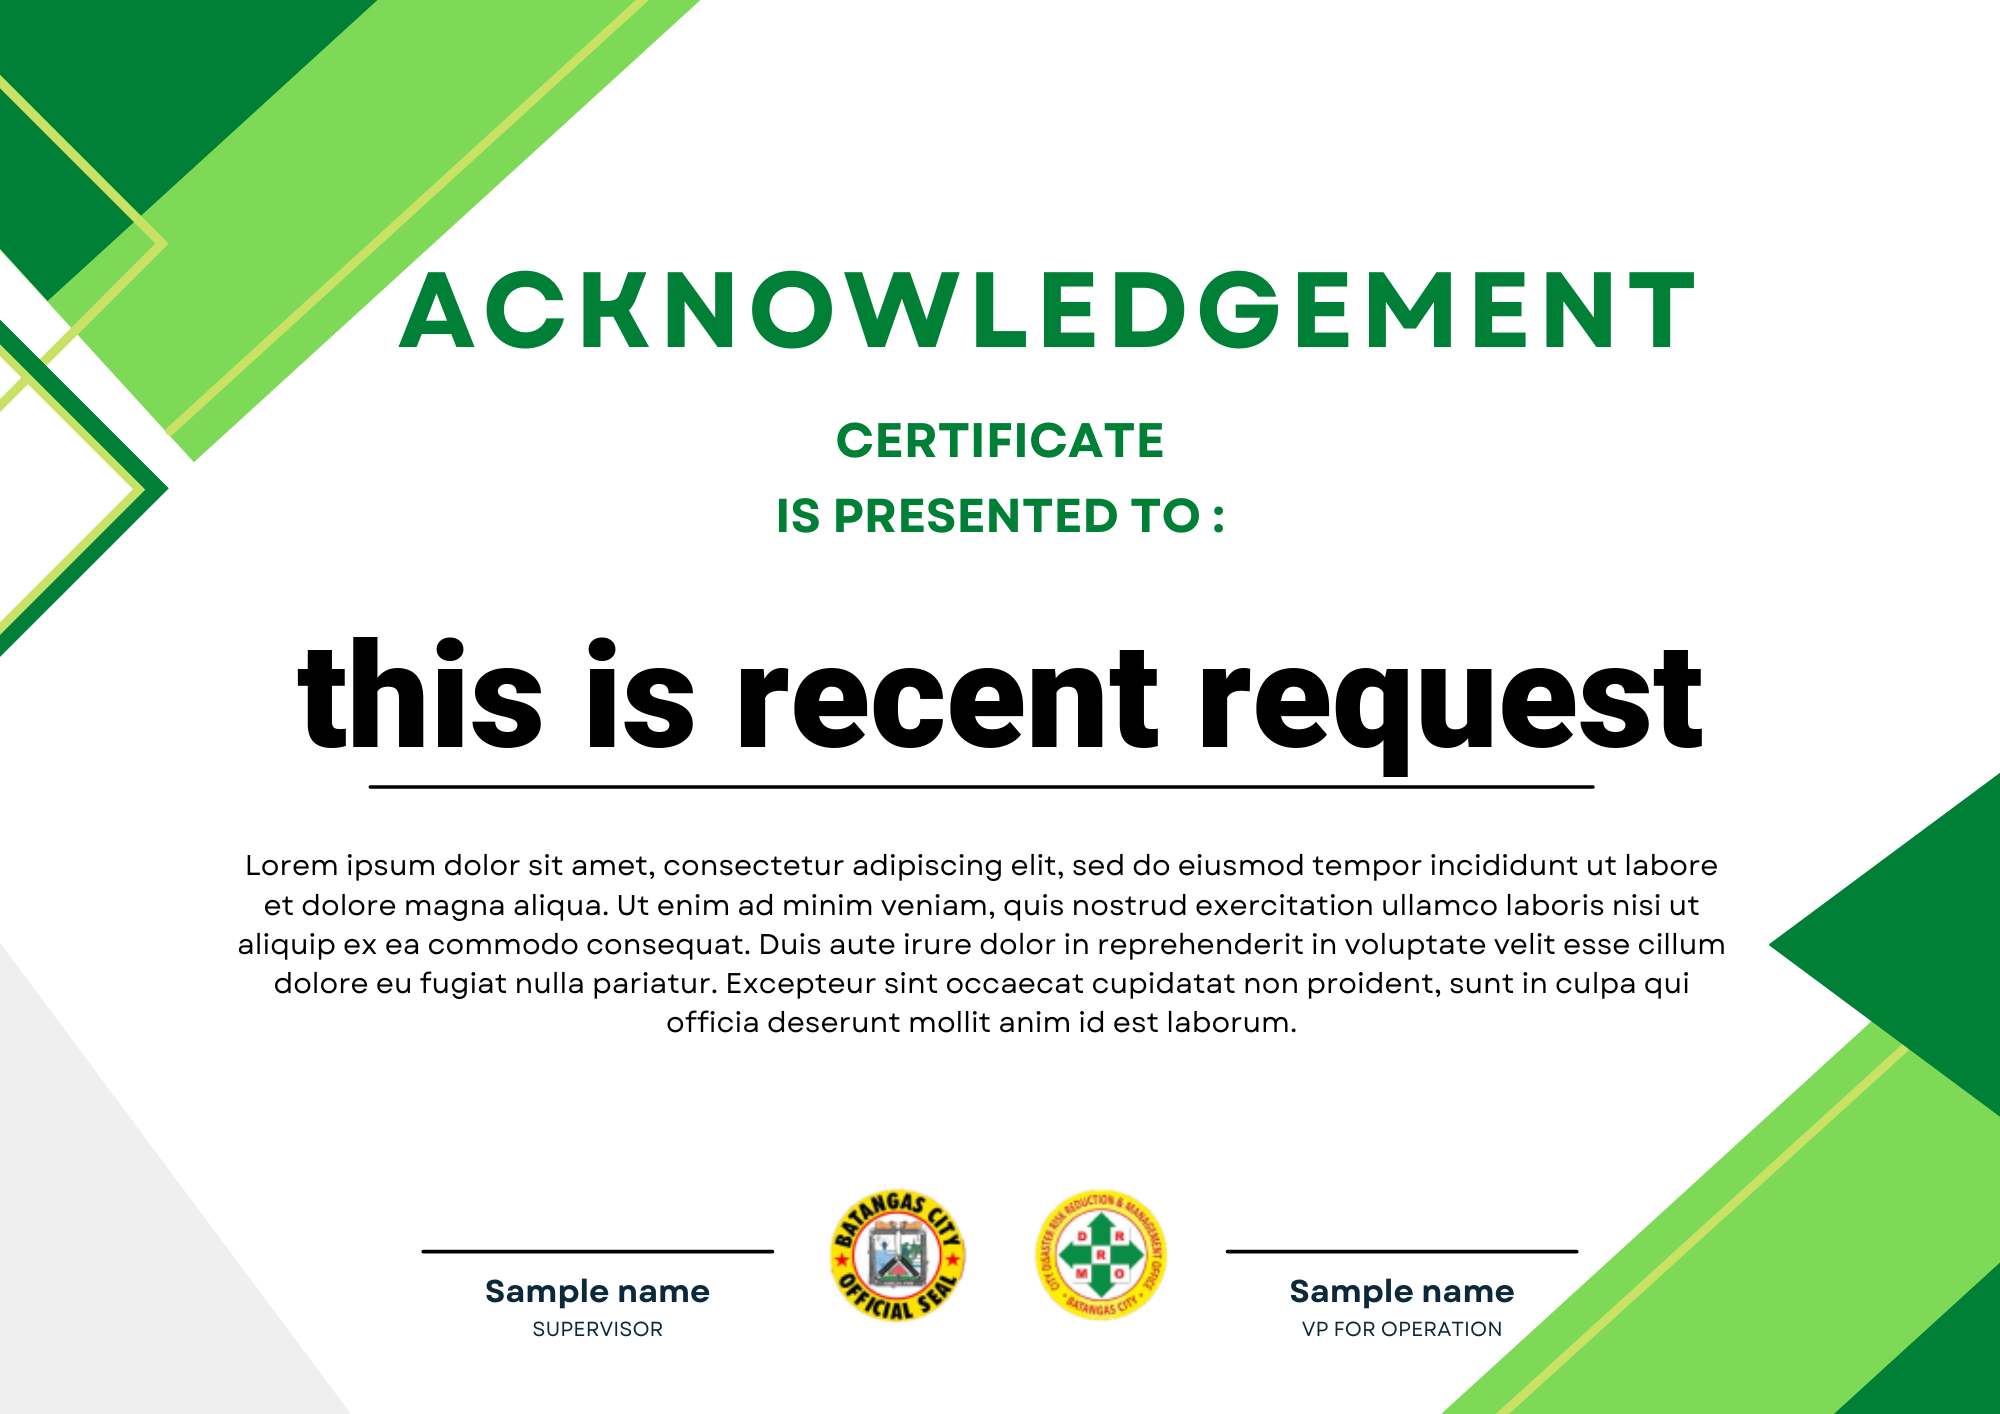 ACKNOWLEDGEMENT
CERTIFICATE
IS PRESENTED TO :
this is recent request
Lorem ipsum dolor sit amet, consectetur adipiscing elit, sed do eiusmod tempor incididunt ut labore
et dolore magna aliqua. Ut enim ad minim veniam, quis nostrud exercitation ullamco laboris nisi ut
aliquip ex ea commodo consequat. Duis aute irure dolor in reprehenderit in voluptate velit esse cillum
dolore eu fugiat nulla pariatur. Excepteur sint occaecat cupidatat non proident, sunt in culpa qui
officia deserunt mollit anim id est laborum.
Sample name
SUPERVISOR
BATANGAS CITY
OFFICIAL SEAL
CITY DISASTER RISK REDUCTION & MANAGEMENT OFFICE
D R
R
M O
BATANGAS CITY
Sample name
VP FOR OPERATION